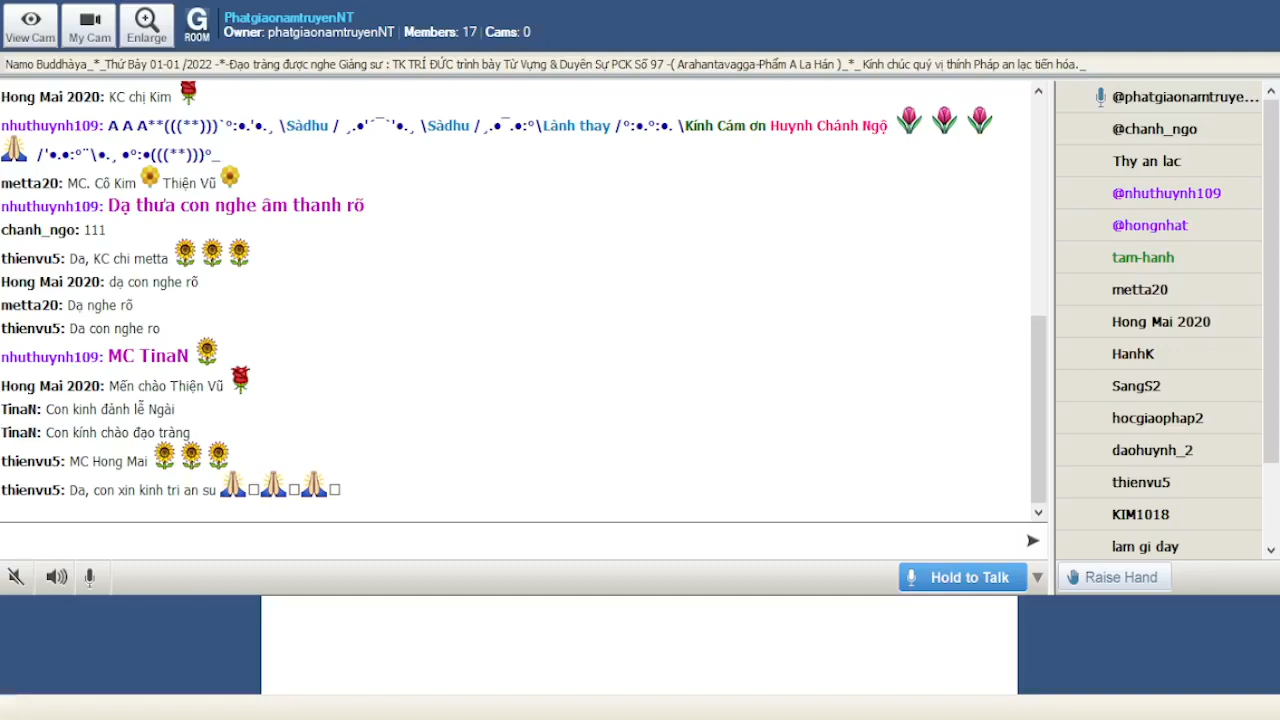 View Cam
My Cam
Enlarge
G ROOM
PhatgiaonamtruyenNT
Owner: phatgiaonamtruyenNT | Members: 17 | Cams: 0
Namo Buddhàya_*_Thứ Bảy 01-01 /2022 -*-Đạo tràng được nghe Giảng sư : TK TRÍ ĐỨC trình bày Từ Vựng & Duyên Sự PCK Số 97 -( Arahantavagga-Phẩm A La Hán )_*_ Kính chúc quý vị thính Pháp an lạc tiến hóa._
Hong Mai 2020: KC chị Kim
nhuthuynh109: A A A**(((**)))`°:•.'•.¸ \Sàdhu / ¸.•'´¯`'•.¸ \Sàdhu /¸.•¯.•:°\Lành thay /°:•.°:•. \Kính Cám ơn Huynh Chánh Ngộ
/'•.•:°¨\•.¸ •°:•(((**)))°_
metta20: MC. Cô Kim Thiện Vũ
nhuthuynh109: Dạ thưa con nghe âm thanh rõ
chanh_ngo: 111
thienvu5: Da, KC chi metta
Hong Mai 2020: dạ con nghe rõ
metta20: Dạ nghe rõ
thienvu5: Da con nghe ro
nhuthuynh109: MC TinaN
Hong Mai 2020: Mến chào Thiện Vũ
TinaN: Con kinh đảnh lễ Ngài
TinaN: Con kính chào đạo tràng
thienvu5: MC Hong Mai
thienvu5: Da, con xin kinh tri an su
Hold to Talk
@phatgiaonamtruye...
@chanh_ngo
Thy an lac
@nhuthuynh109
@hongnhat
tam-hanh
metta20
Hong Mai 2020
HanhK
SangS2
hocgiaophap2
daohuynh_2
thienvu5
KIM1018
lam gi day
Raise Hand